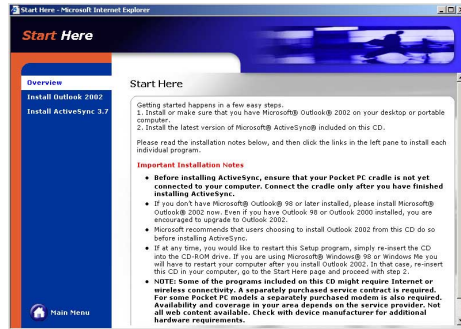 Start Here - Microsoft Internet Explorer
Start Here
Overview
Install Outlook 2002
Install ActiveSync 3.7
Main Menu
Start Here
Getting started happens in a few easy steps.
1. Install or make sure that you have Microsoft® Outlook® 2002 on your desktop or portable
computer.
2. Install the latest version of Microsoft® ActiveSync® included on this CD.
Please read the installation notes below, and then click the links in the left pane to install each
individual program.
Important Installation Notes
• Before installing ActiveSync, ensure that your Pocket PC cradle is not yet
connected to your computer. Connect the cradle only after you have finished
installing ActiveSync.
• If you don't have Microsoft® Outlook® 98 or later installed, please install Microsoft®
Outlook® 2002 now. Even if you have Outlook 98 or Outlook 2000 installed, you are
encouraged to upgrade to Outlook 2002.
• Microsoft recommends that users choosing to install Outlook 2002 from this CD do so
before installing ActiveSync.
• If at any time, you would like to restart this Setup program, simply re-insert the CD
into the CD-ROM drive. If you are using Microsoft® Windows® 98 or Windows Me you
will have to restart your computer after you install Outlook 2002. In that case, re-insert
this CD in your computer, go to the Start Here page and proceed with step 2.
• NOTE: Some of the programs included on this CD might require Internet or
wireless connectivity. A separately purchased service contract is required.
For some Pocket PC models a separately purchased modem is also required.
Availability and coverage in your area depends on the service provider. Not
all web content available. Check with device manufacturer for additional
hardware requirements.